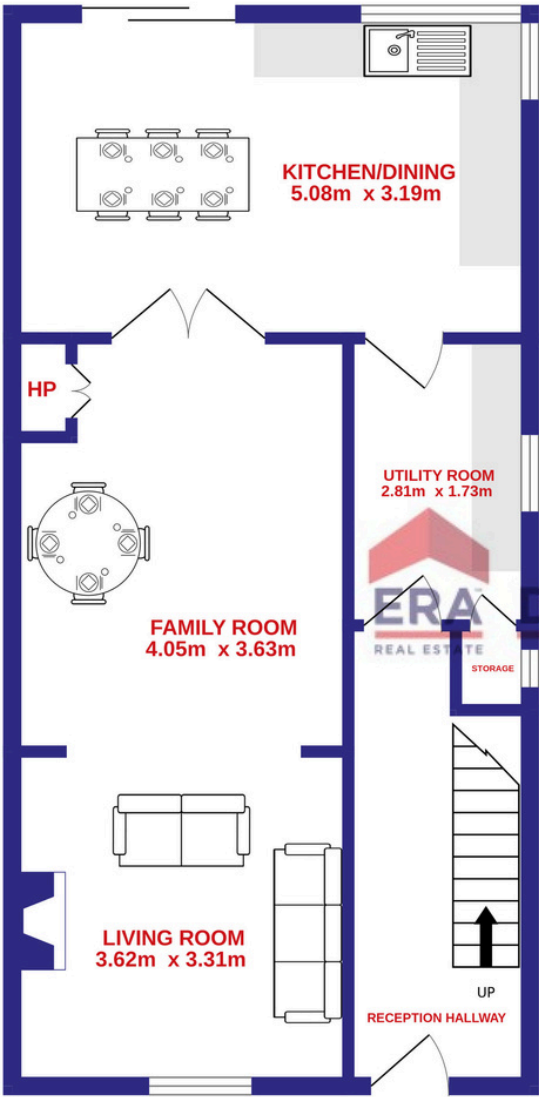 KITCHEN/DINING
5.08m x 3.19m
HP
UTILITY ROOM
2.81m x 1.73m
ERA
REAL ESTATE
STORAGE
FAMILY ROOM
4.05m x 3.63m
LIVING ROOM
3.62m x 3.31m
UP
RECEPTION HALLWAY